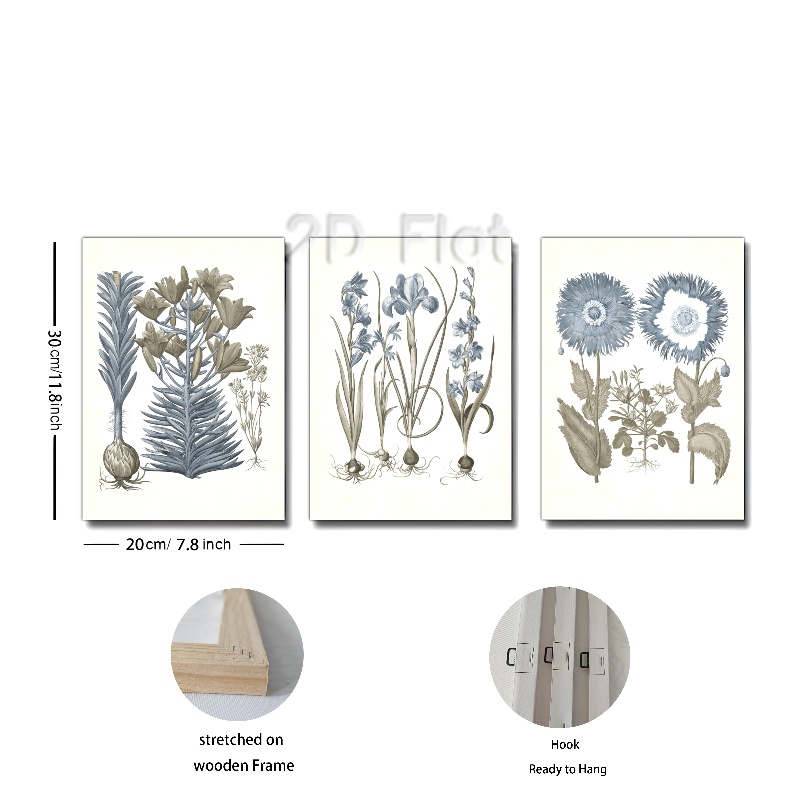 2D Flat
30cm/11.8inch
20cm/ 7.8 inch
stretched on
wooden Frame
Hook
Ready to Hang